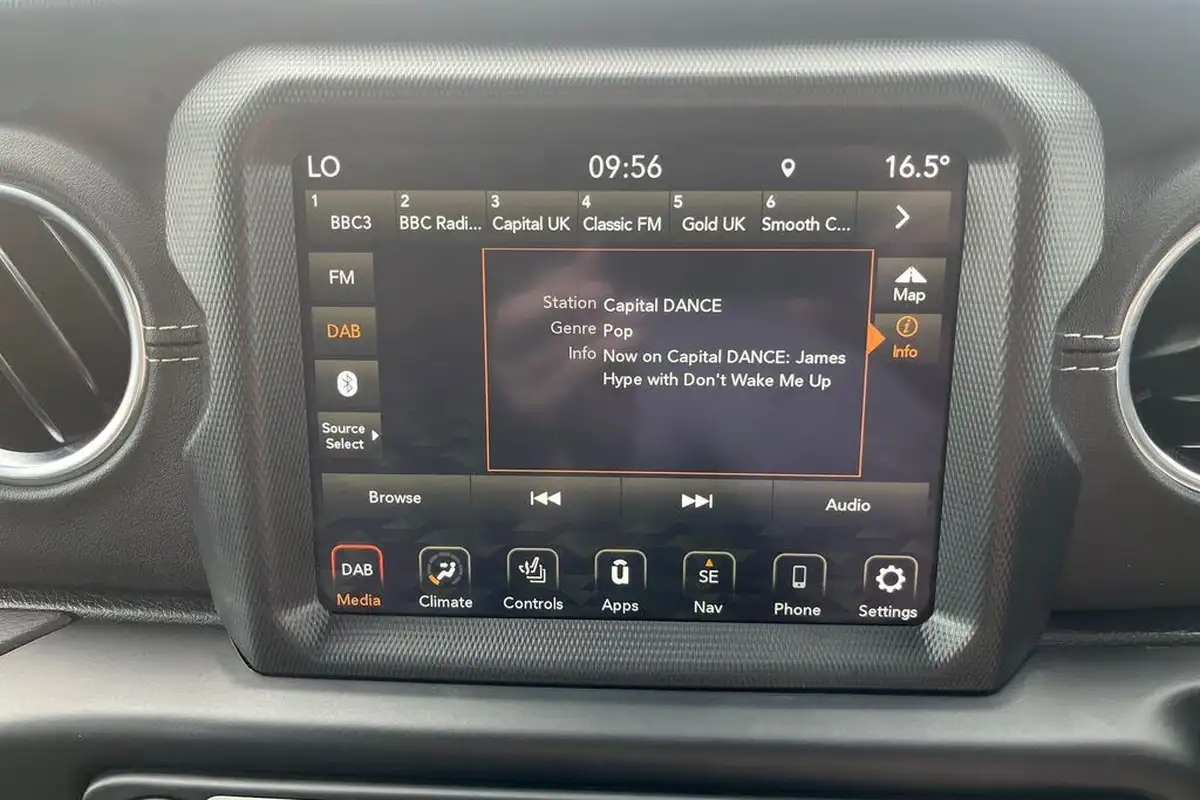 LO 09:56 16.5°
1 2 3 4 5 6
BBC3 BBC Radi... Capital UK Classic FM Gold UK Smooth C...
FM
DAB
Source
Select
Station Capital DANCE
Genre Pop
Info Now on Capital DANCE: James
Hype with Don't Wake Me Up
Map
i
Info
Browse Audio
DAB SE
Media Climate Controls Apps Nav Phone Settings